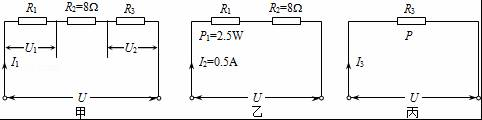 R₁ R₂=8Ω R₃
U₁ U₂
I₁
U
甲
R₁ R₂=8Ω
P₁=2.5W
I₂=0.5A
U
乙
R₃
P
I₃
U
丙